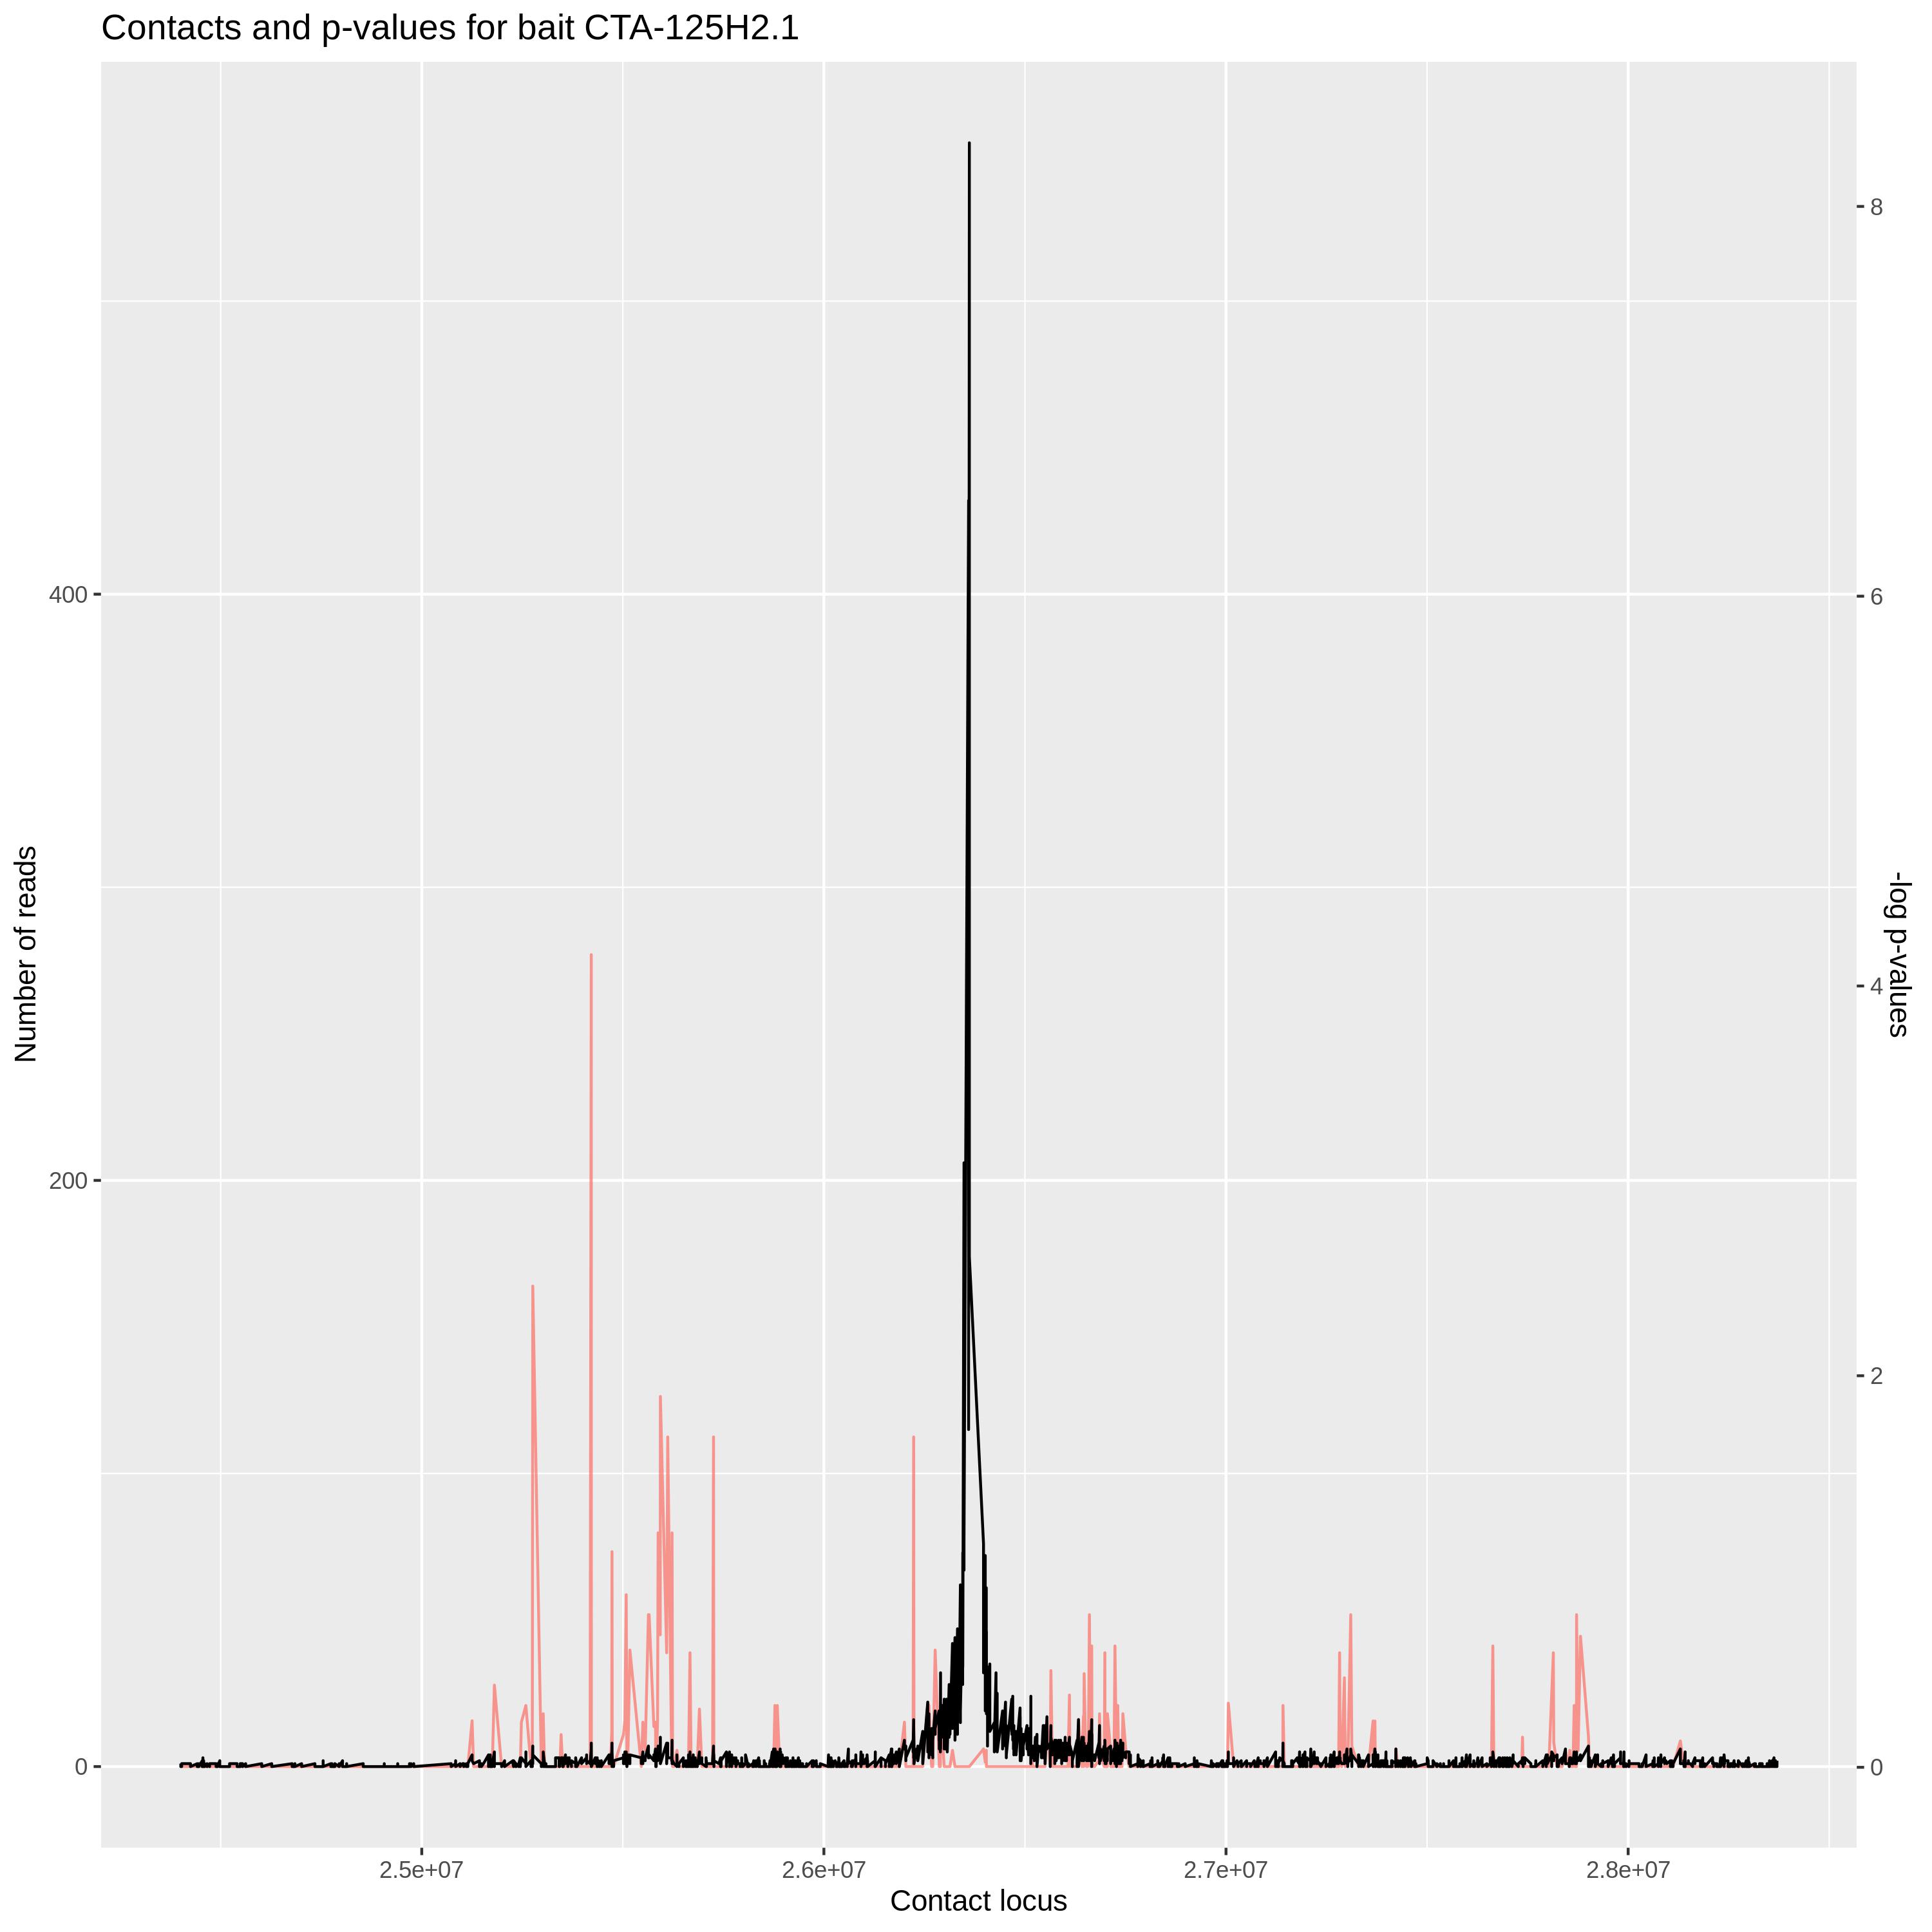 Contacts and p-values for bait CTA-125H2.1
8
400
6
Number of reads
-log p-values
4
200
2
0
0
2.5e+07
2.6e+07
2.7e+07
2.8e+07
Contact locus